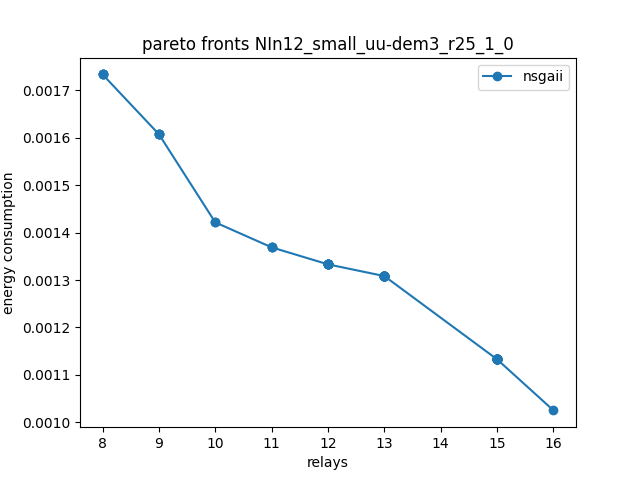 pareto fronts NIn12_small_uu-dem3_r25_1_0
nsgaii
energy consumption
0.0017
0.0016
0.0015
0.0014
0.0013
0.0012
0.0011
0.0010
8 9 10 11 12 13 14 15 16
relays